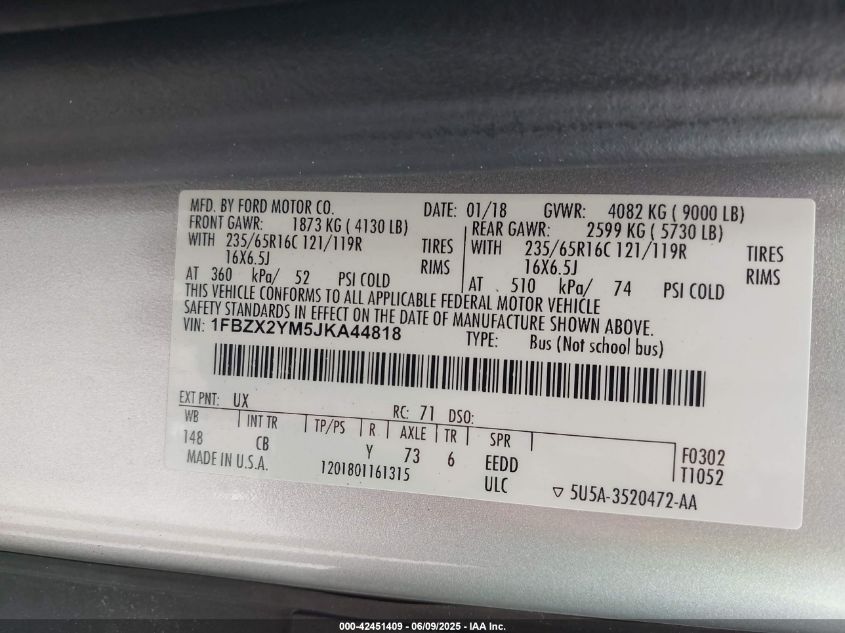 MFD. BY FORD MOTOR CO. DATE: 01/18 GVWR: 4082 KG ( 9000 LB)
FRONT GAWR: 1873 KG ( 4130 LB) REAR GAWR: 2599 KG ( 5730 LB)
WITH 235/65R16C 121/119R TIRES WITH 235/65R16C 121/119R TIRES
16X6.5J RIMS 16X6.5J RIMS
AT 360 kPa/ 52 PSI COLD AT 510 kPa/ 74 PSI COLD
THIS VEHICLE CONFORMS TO ALL APPLICABLE FEDERAL MOTOR VEHICLE
SAFETY STANDARDS IN EFFECT ON THE DATE OF MANUFACTURE SHOWN ABOVE.
VIN: 1FBZX2YM5JKA44818 TYPE: Bus (Not school bus)
EXT PNT: UX RC: 71 DSO:
WB INT TR TP/PS R AXLE TR SPR
148 CB Y 73 6 EEDD F0302
ULC T1052
MADE IN U.S.A. 1201801161315 ▽ 5U5A-3520472-AA
000-42451409 - 06/09/2025 - IAA Inc.